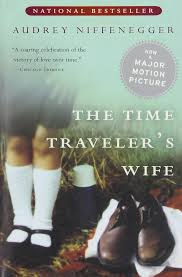 NATIONAL BESTSELLER
AUDREY NIFFENEGGER
"A soaring celebration of the
victory of love over time."
—CHICAGO TRIBUNE
NOW
A
MAJOR
MOTION
PICTURE
THE TIME
TRAVELER'S
WIFE